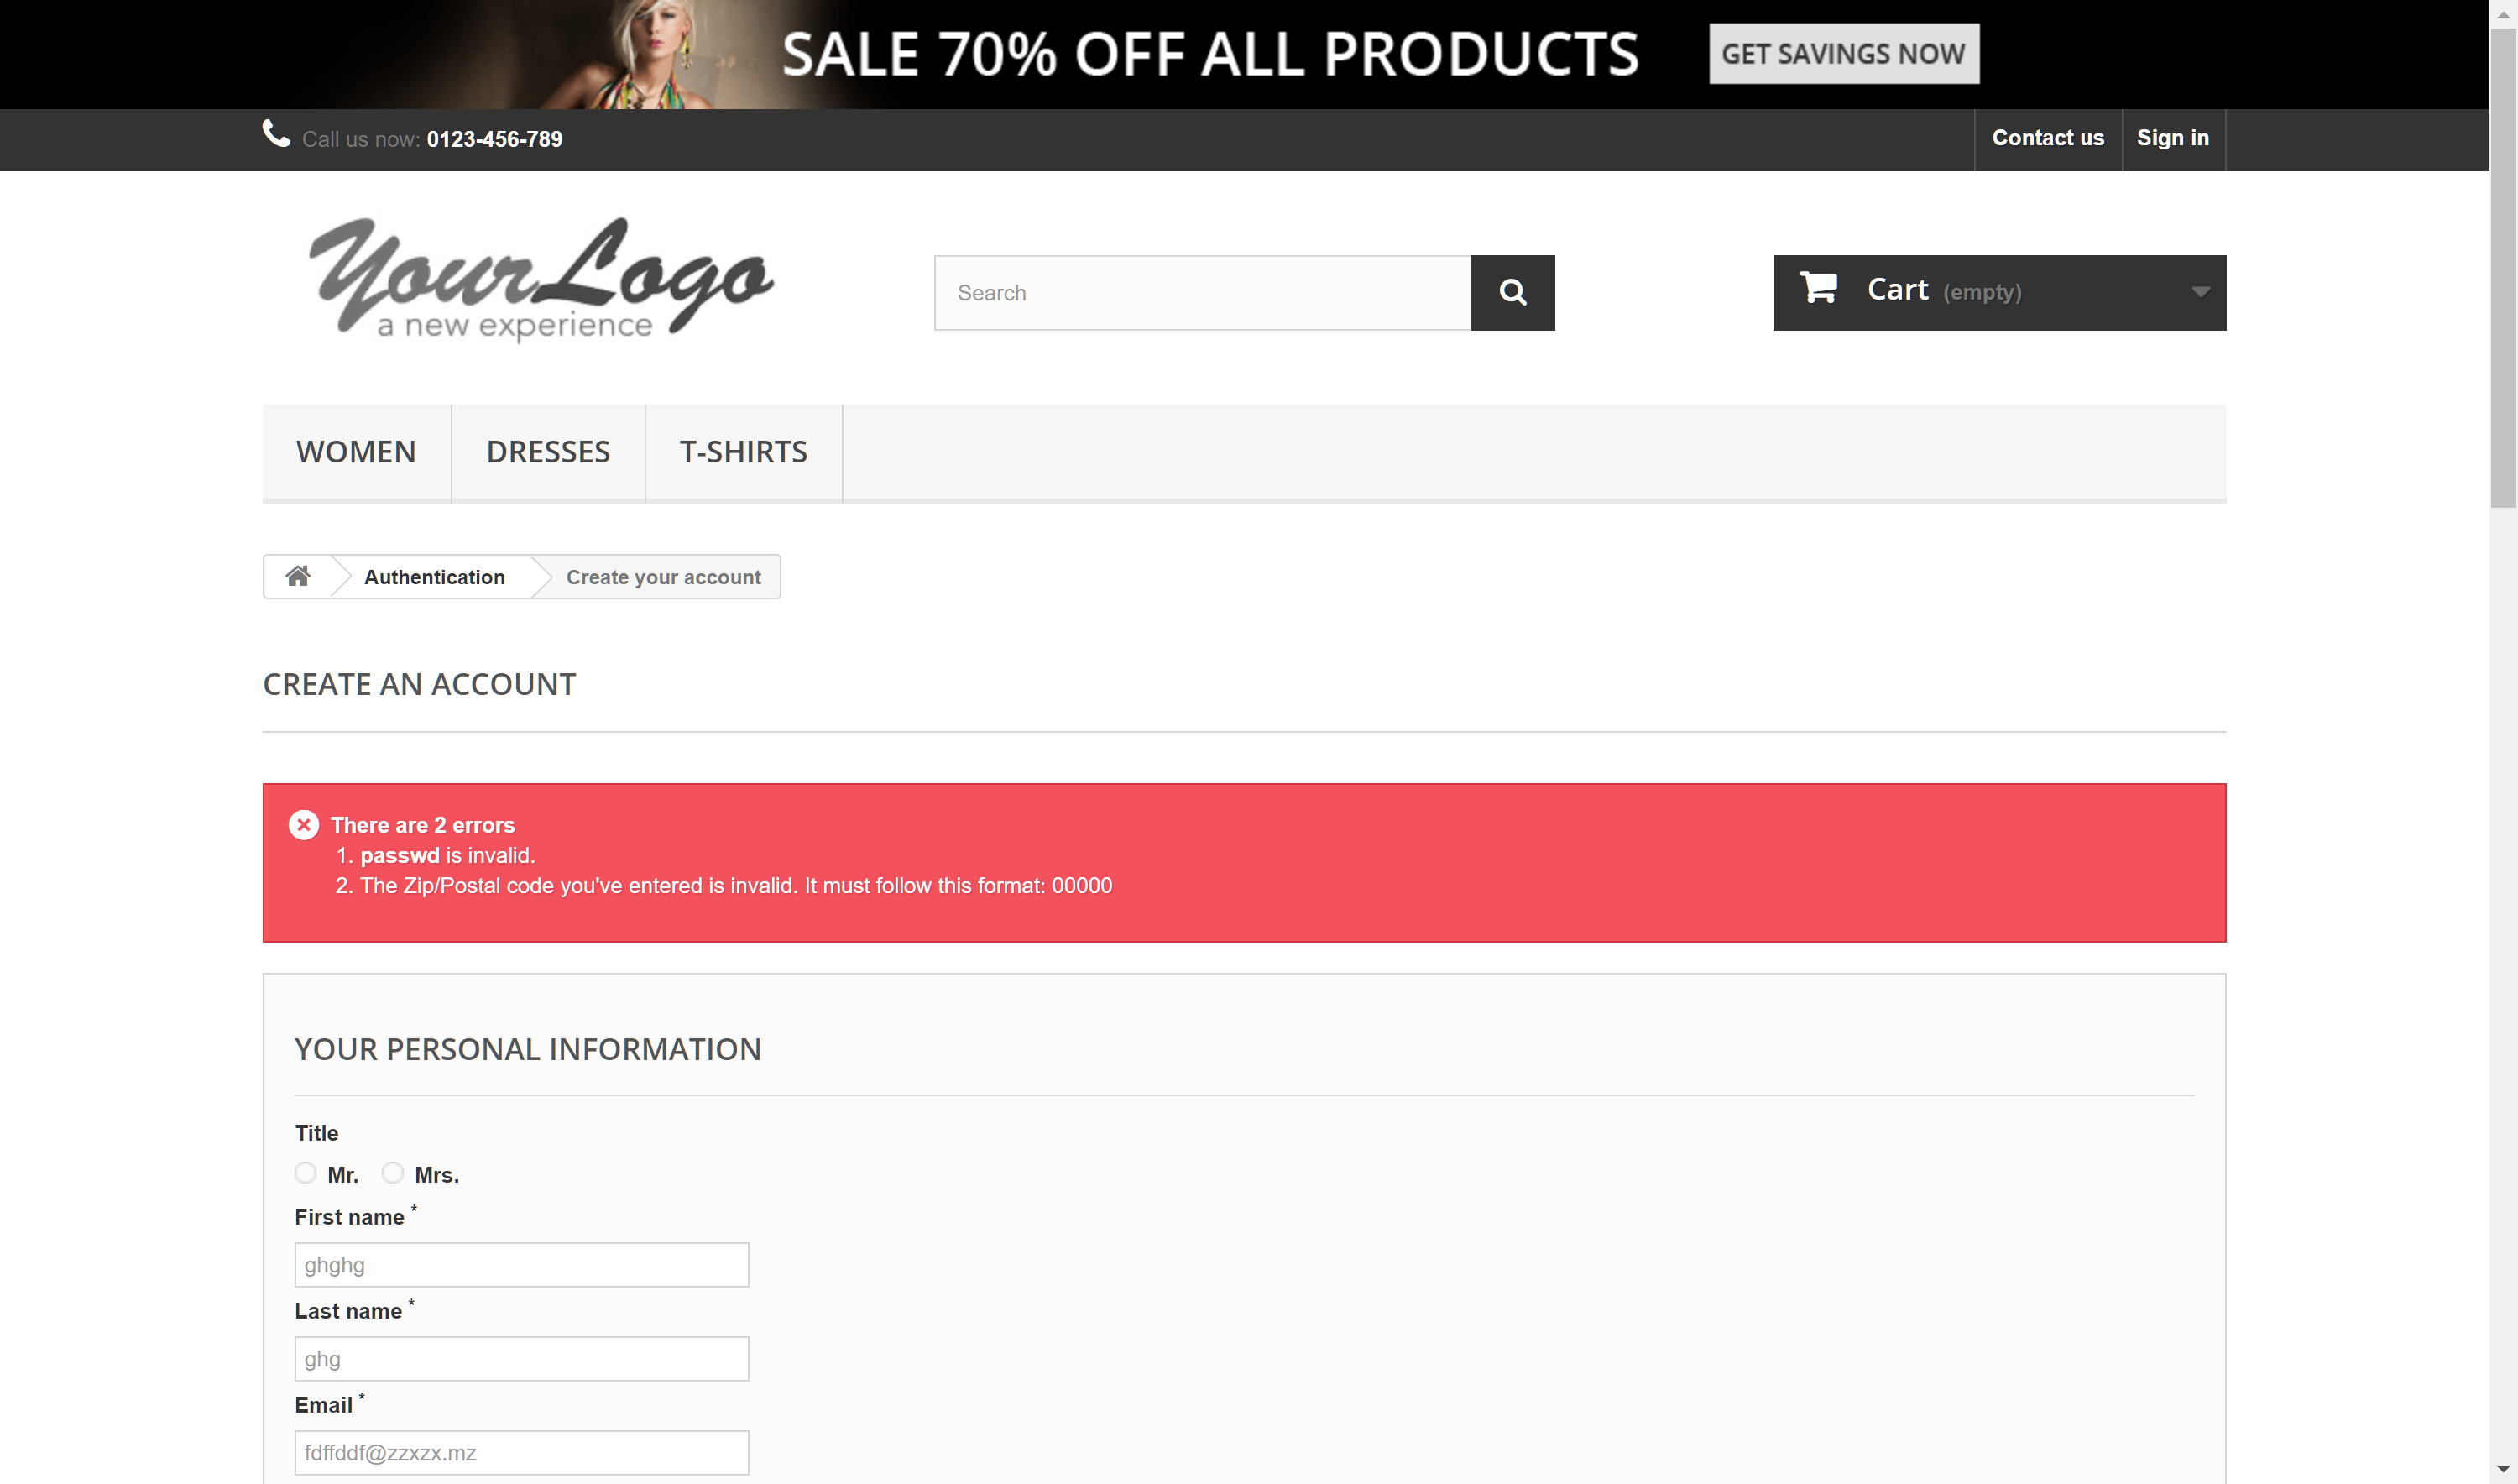 SALE 70% OFF ALL PRODUCTS GET SAVINGS NOW
Call us now: 0123-456-789 Contact us Sign in
Your Logo
a new experience
Search
Cart (empty)
WOMEN DRESSES T-SHIRTS
Authentication Create your account
CREATE AN ACCOUNT
There are 2 errors
1. passwd is invalid.
2. The Zip/Postal code you've entered is invalid. It must follow this format: 00000
YOUR PERSONAL INFORMATION
Title
Mr. Mrs.
First name *
ghghg
Last name *
ghg
Email *
fdffddf@zzxzx.mz